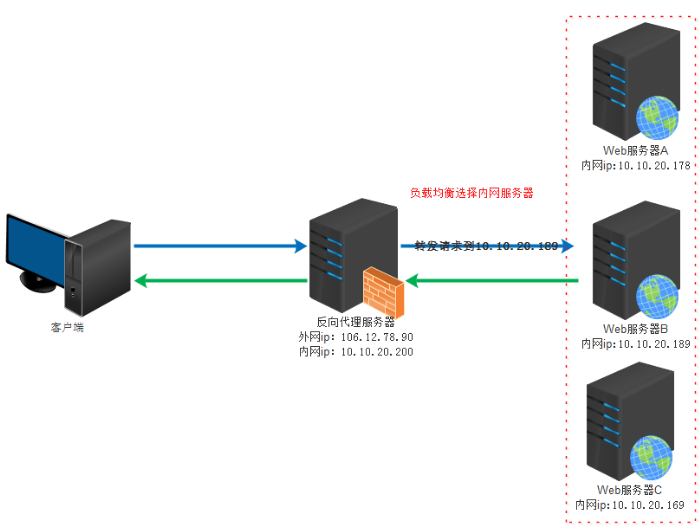 Web服务器A
内网ip:10.10.20.178
负载均衡选择内网服务器
转发请求到10.10.20.189
客户端
反向代理服务器
外网ip: 106.12.78.90
内网ip: 10.10.20.200
Web服务器B
内网ip:10.10.20.189
Web服务器C
内网ip:10.10.20.169